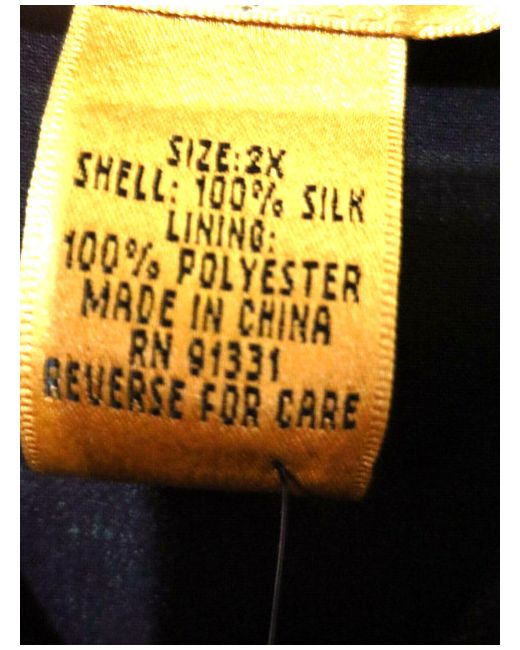 SIZE:2X
SHELL: 100% SILK
LINING:
100% POLYESTER
MADE IN CHINA
RN 91331
REVERSE FOR CARE